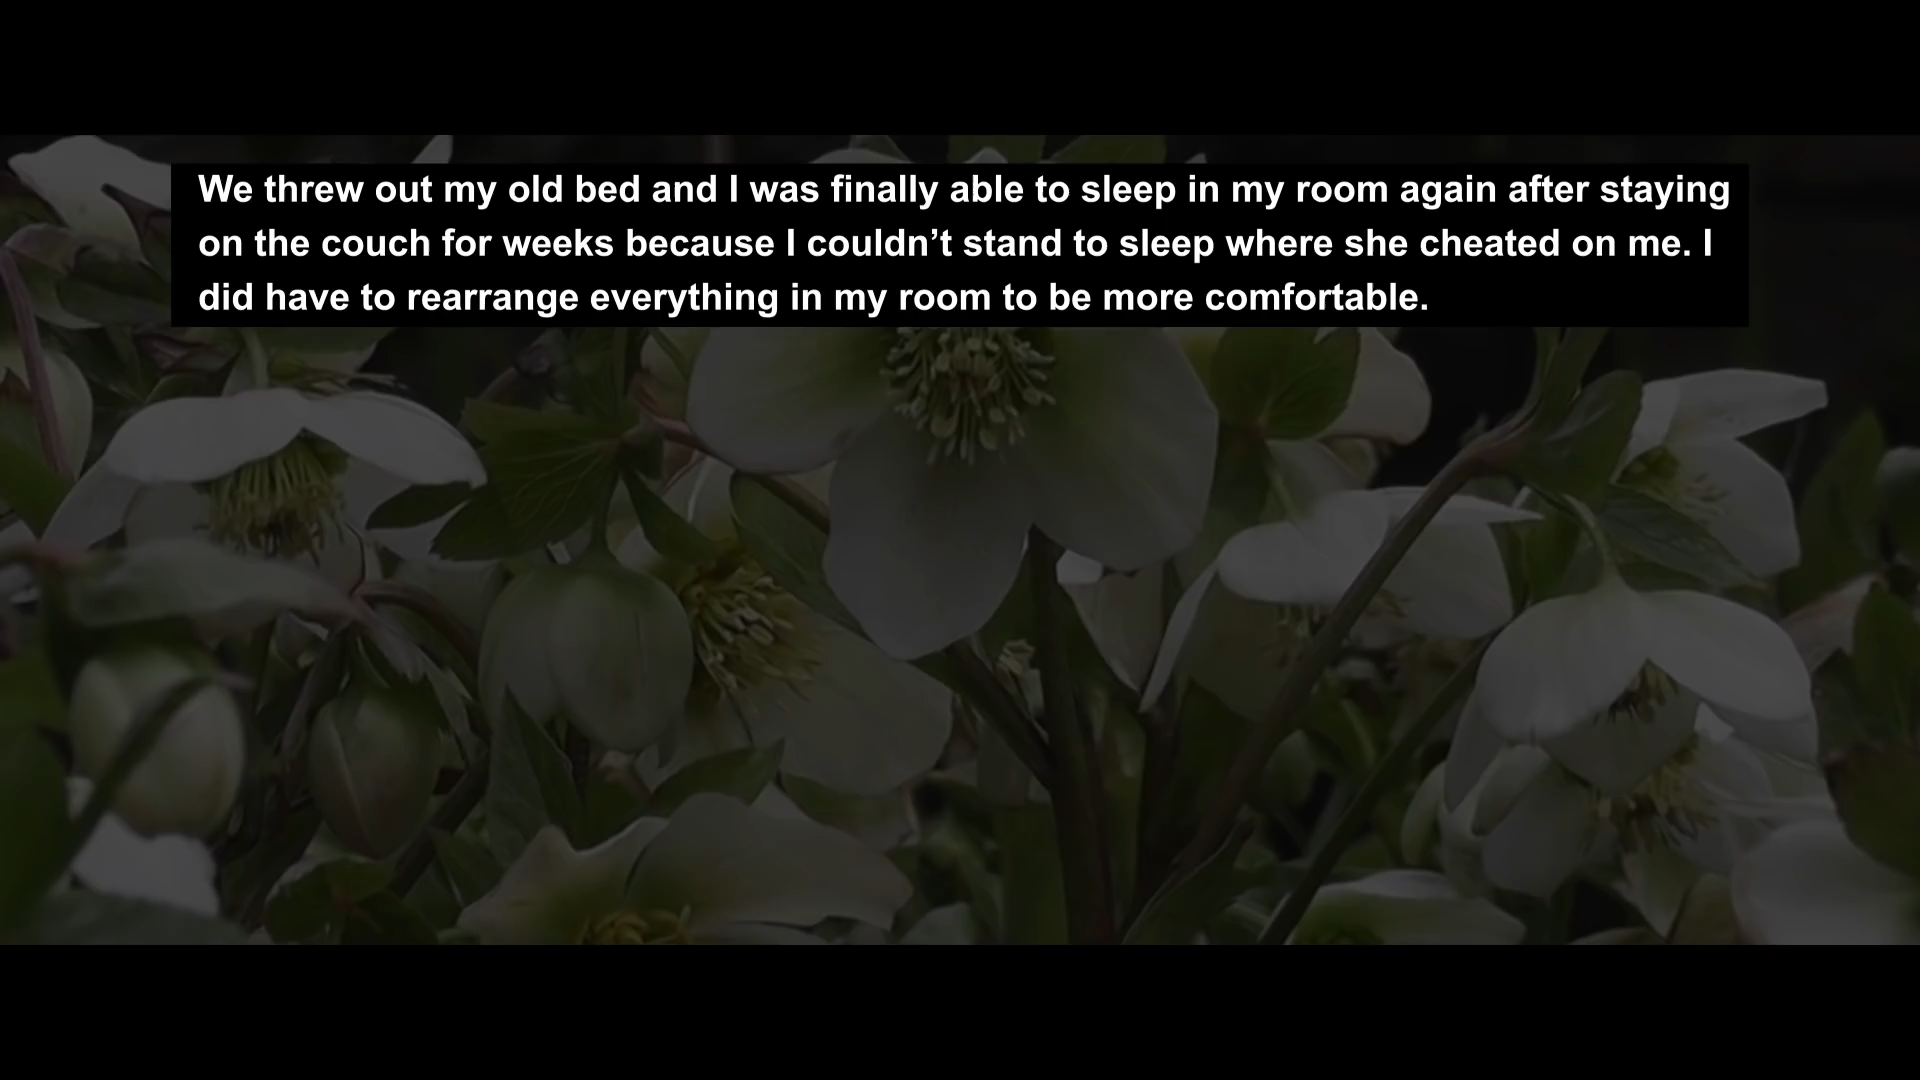 We threw out my old bed and I was finally able to sleep in my room again after staying
on the couch for weeks because I couldn’t stand to sleep where she cheated on me. I
did have to rearrange everything in my room to be more comfortable.